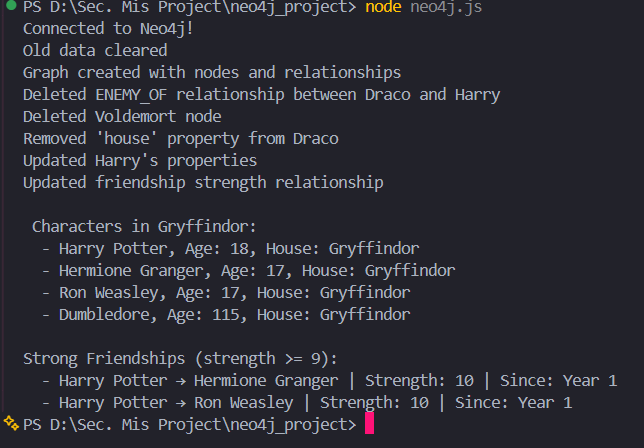 PS D:\Sec. Mis Project\neo4j_project> node neo4j.js
Connected to Neo4j!
Old data cleared
Graph created with nodes and relationships
Deleted ENEMY_OF relationship between Draco and Harry
Deleted Voldemort node
Removed 'house' property from Draco
Updated Harry's properties
Updated friendship strength relationship
Characters in Gryffindor:
- Harry Potter, Age: 18, House: Gryffindor
- Hermione Granger, Age: 17, House: Gryffindor
- Ron Weasley, Age: 17, House: Gryffindor
- Dumbledore, Age: 115, House: Gryffindor
Strong Friendships (strength >= 9):
- Harry Potter → Hermione Granger | Strength: 10 | Since: Year 1
- Harry Potter → Ron Weasley | Strength: 10 | Since: Year 1
PS D:\Sec. Mis Project\neo4j_project>